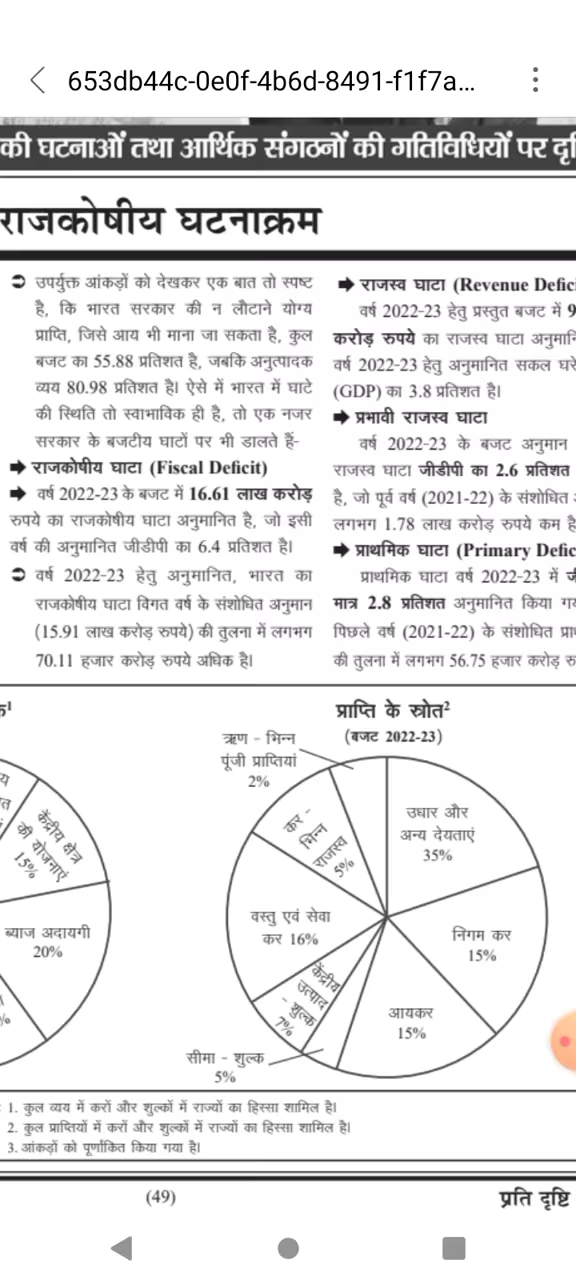 653db44c-0e0f-4b6d-8491-f1f7a...
की घटनाओं तथा आर्थिक संगठनों की गतिविधियों पर
राजकोषीय घटनाक्रम
➲ उपर्युक्त आंकड़ों को देखकर एक बात तो स्पष्ट
है, कि भारत सरकार की न लौटाने योग्य
प्राप्ति, जिसे आय भी माना जा सकता है, कुल
बजट का 55.88 प्रतिशत है, जबकि अनुत्पादक
व्यय 80.98 प्रतिशत है। ऐसे में भारत में घाटे
की स्थिति तो स्वाभाविक ही है, तो एक नजर
सरकार के बजटीय घाटों पर भी डालते हैं-
➡ राजकोषीय घाटा (Fiscal Deficit)
➡ वर्ष 2022-23 के बजट में 16.61 लाख करोड़
रुपये का राजकोषीय घाटा अनुमानित है, जो इसी
वर्ष की अनुमानित जीडीपी का 6.4 प्रतिशत है।
➲ वर्ष 2022-23 हेतु अनुमानित, भारत का
राजकोषीय घाटा विगत वर्ष के संशोधित अनुमान
(15.91 लाख करोड़ रुपये) की तुलना में लगभग
70.11 हजार करोड़ रुपये अधिक है।
➡ राजस्व घाटा (Revenue Defic
वर्ष 2022-23 हेतु प्रस्तुत बजट में 9
करोड़ रुपये का राजस्व घाटा अनुमानि
वर्ष 2022-23 हेतु अनुमानित सकल घरे
(GDP) का 3.8 प्रतिशत है।
➡ प्रभावी राजस्व घाटा
वर्ष 2022-23 के बजट अनुमान
राजस्व घाटा जीडीपी का 2.6 प्रतिशत
है, जो पूर्व वर्ष (2021-22) के संशोधित
लगभग 1.78 लाख करोड़ रुपये कम है
➡ प्राथमिक घाटा (Primary Defic
प्राथमिक घाटा वर्ष 2022-23 में
मात्र 2.8 प्रतिशत अनुमानित किया गय
पिछले वर्ष (2021-22) के संशोधित प्रा
की तुलना में लगभग 56.75 हजार करोड़ रु
केंद्रीय क्षेत्र
की योजनाएं
15%
ब्याज अदायगी
20%
प्राप्ति के स्रोत²
(बजट 2022-23)
ऋण - भिन्न
पूंजी प्राप्तियां
2%
उधार और
अन्य देयताएं
35%
कर -
भिन्न
राजस्व
5%
वस्तु एवं सेवा
कर 16%
निगम कर
15%
केंद्रीय
उत्पाद
- शुल्क
7%
आयकर
15%
सीमा - शुल्क
5%
: 1. कुल व्यय में करों और शुल्कों में राज्यों का हिस्सा शामिल है।
2. कुल प्राप्तियों में करों और शुल्कों में राज्यों का हिस्सा शामिल है।
3. आंकड़ों को पूर्णांकित किया गया है।
(49)
प्रति दृष्टि